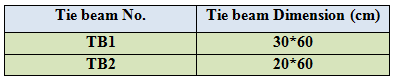 Tie beam No. Tie beam Dimension (cm)
TB1 30*60
TB2 20*60